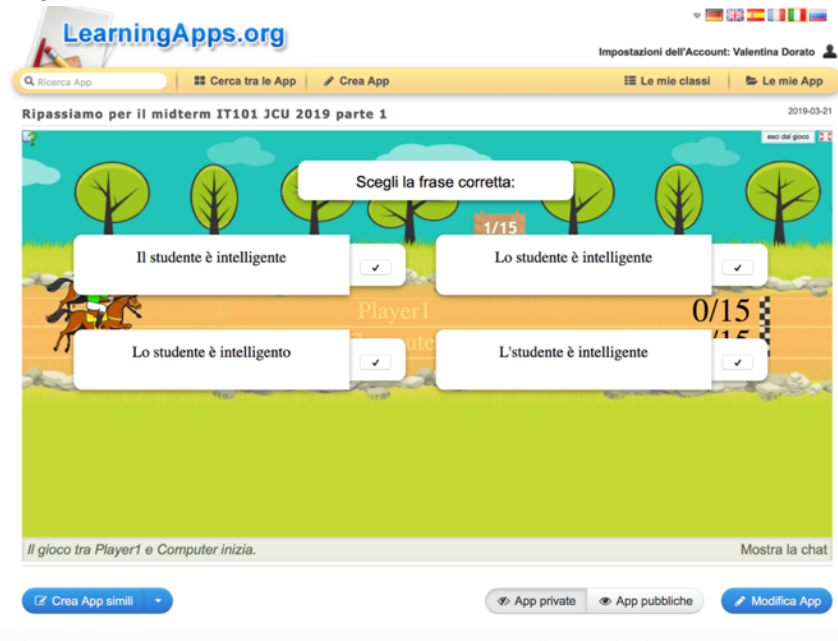 LearningApps.org
Impostazioni dell'Account: Valentina Dorato
Ricerca App
Cerca tra le App
Crea App
Le mie classi
Le mie App
Ripassiamo per il midterm IT101 JCU 2019 parte 1
2019-03-21
esci dal gioco
Scegli la frase corretta:
1/15
Il studente è intelligente
Lo studente è intelligente
Player1
0/15
Lo studente è intelligento
L'studente è intelligente
Il gioco tra Player1 e Computer inizia.
Mostra la chat
Crea App simili
App private
App pubbliche
Modifica App